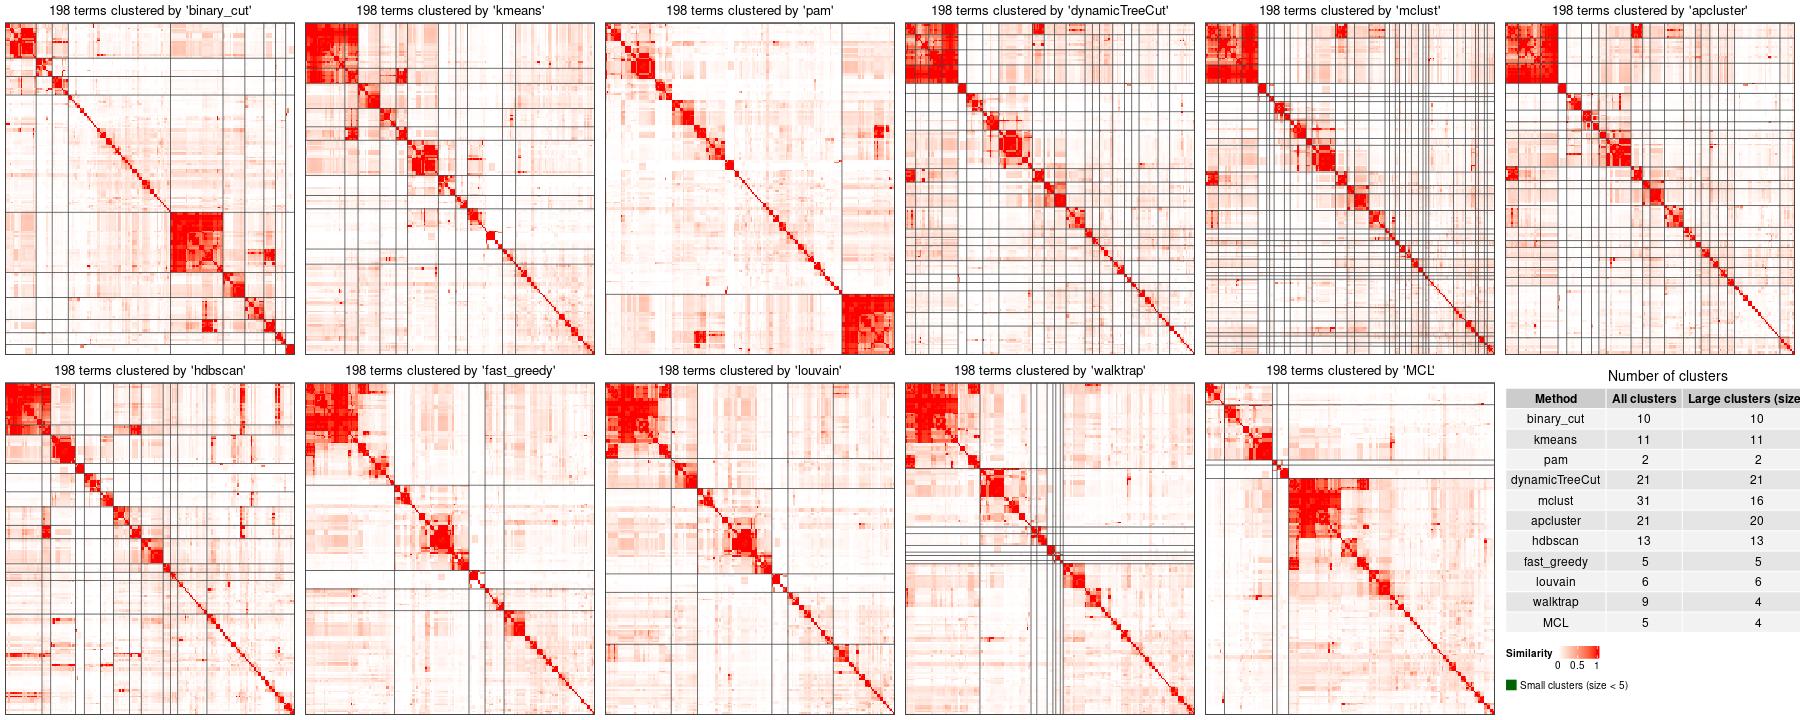 198 terms clustered by 'binary_cut'
198 terms clustered by 'kmeans'
198 terms clustered by 'pam'
198 terms clustered by 'dynamicTreeCut'
198 terms clustered by 'mclust'
198 terms clustered by 'apcluster'
198 terms clustered by 'hdbscan'
198 terms clustered by 'fast_greedy'
198 terms clustered by 'louvain'
198 terms clustered by 'walktrap'
198 terms clustered by 'MCL'
Number of clusters
Method All clusters Large clusters (size
binary_cut 10 10
kmeans 11 11
pam 2 2
dynamicTreeCut 21 21
mclust 31 16
apcluster 21 20
hdbscan 13 13
fast_greedy 5 5
louvain 6 6
walktrap 9 4
MCL 5 4
Similarity
0 0.5 1
Small clusters (size < 5)